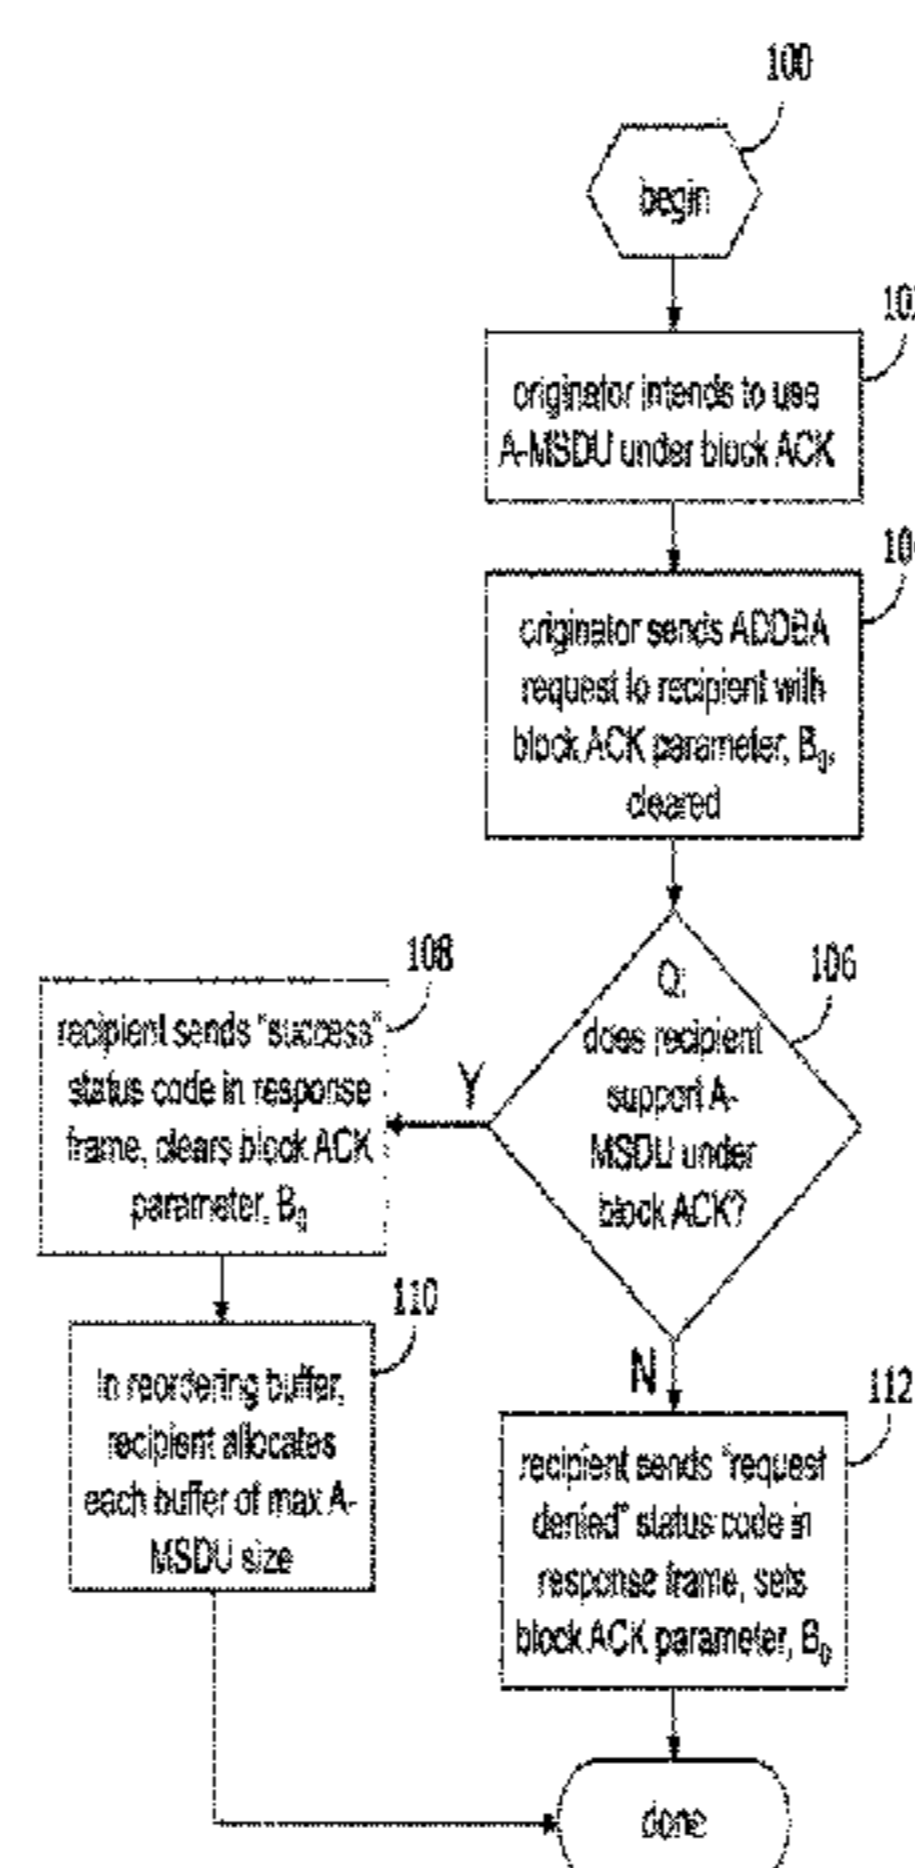 100
begin
originator intends to use
A-MSDU under block ACK
originator sends ADDBA
request to recipient with
block ACK parameter, B0,
cleared
106
Q:
does recipient
support A-
MSDU under
block ACK?
Y
108
recipient sends "success"
status code in response
frame, clears block ACK
parameter, B0
110
In reordering buffer,
recipient allocates
each buffer of max A-
MSDU size
N
112
recipient sends "request
denied" status code in
response frame, sets
block ACK parameter, B0
done